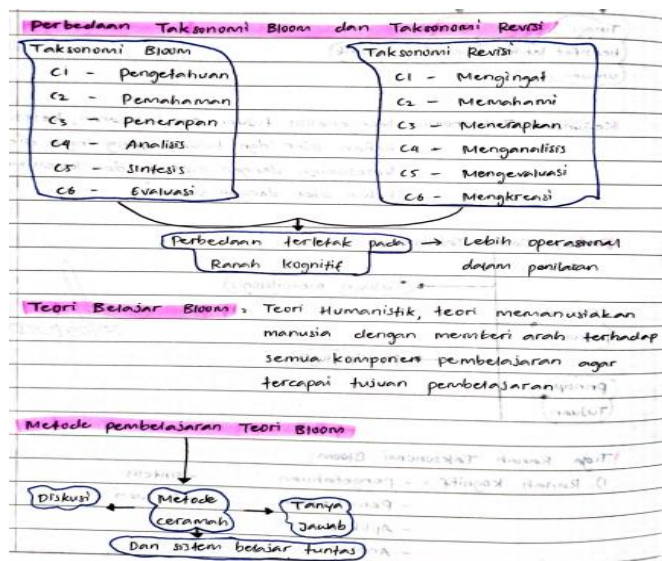 Perbedaan Taksonomi Bloom dan Taksonomi Revisi
Taksonomi Bloom
C1 - Pengetahuan
C2 - Pemahaman
C3 - Penerapan
C4 - Analisis
C5 - Sintesis
C6 - Evaluasi
Taksonomi Revisi
C1 - Mengingat
C2 - Memahami
C3 - Menerapkan
C4 - Menganalisis
C5 - Mengevaluasi
C6 - Mengkreasi
Perbedaan terletak pada → Lebih operasional
Ranah Kognitif dalam penilaian
Teori Belajar Bloom : Teori Humanistik, teori memanusiakan
manusia dengan memberi arah terhadap
semua komponen pembelajaran agar
tercapai tujuan pembelajaran
Metode pembelajaran Teori Bloom
Diskusi
Metode
ceramah
Tanya
Jawab
Dan sistem belajar tuntas